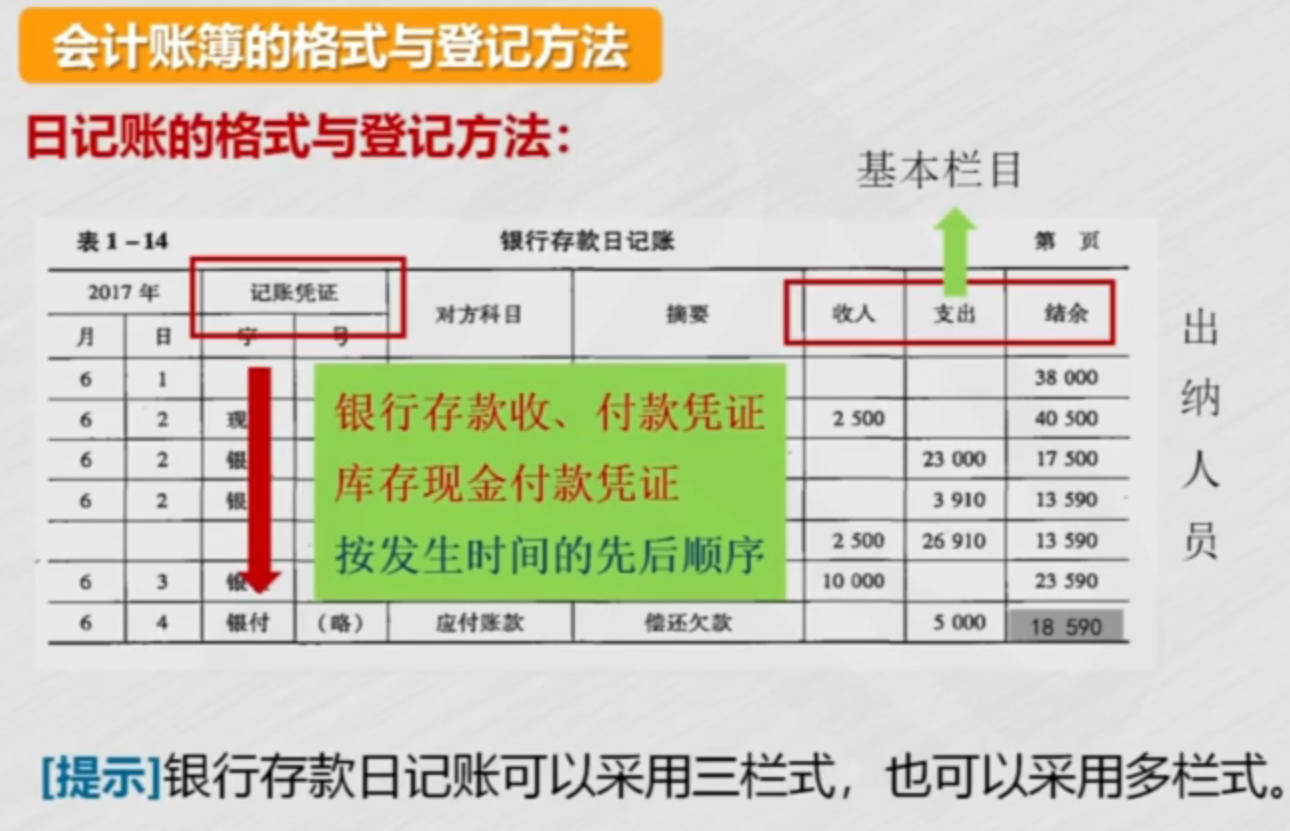 会计账簿的格式与登记方法
日记账的格式与登记方法：
基本栏目
表1-14 银行存款日记账 第 页
2017年 记账凭证 对方科目 摘要 收人 支出 结余
月 日 字 号
6 1 38 000
6 2 现 2 500 40 500
6 2 银 23 000 17 500
6 2 银 3 910 13 590
2 500 26 910 13 590
6 3 银 10 000 23 590
6 4 银付 （略） 应付账款 偿还欠款 5 000 18 590
银行存款收、付款凭证
库存现金付款凭证
按发生时间的先后顺序
出纳人员
[提示]银行存款日记账可以采用三栏式，也可以采用多栏式。